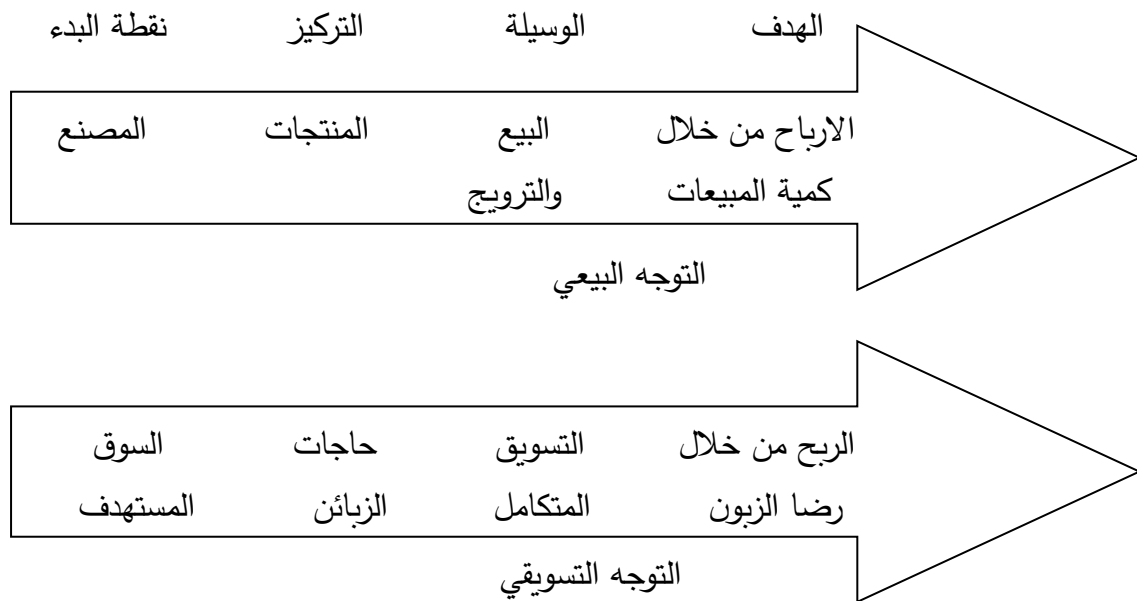 الهدف الوسيلة التركيز نقطة البدء
الارباح من خلال البيع المنتجات المصنع
كمية المبيعات والترويج
التوجه البيعي
الربح من خلال التسويق حاجات السوق
رضا الزبون المتكامل الزبائن المستهدف
التوجه التسويقي